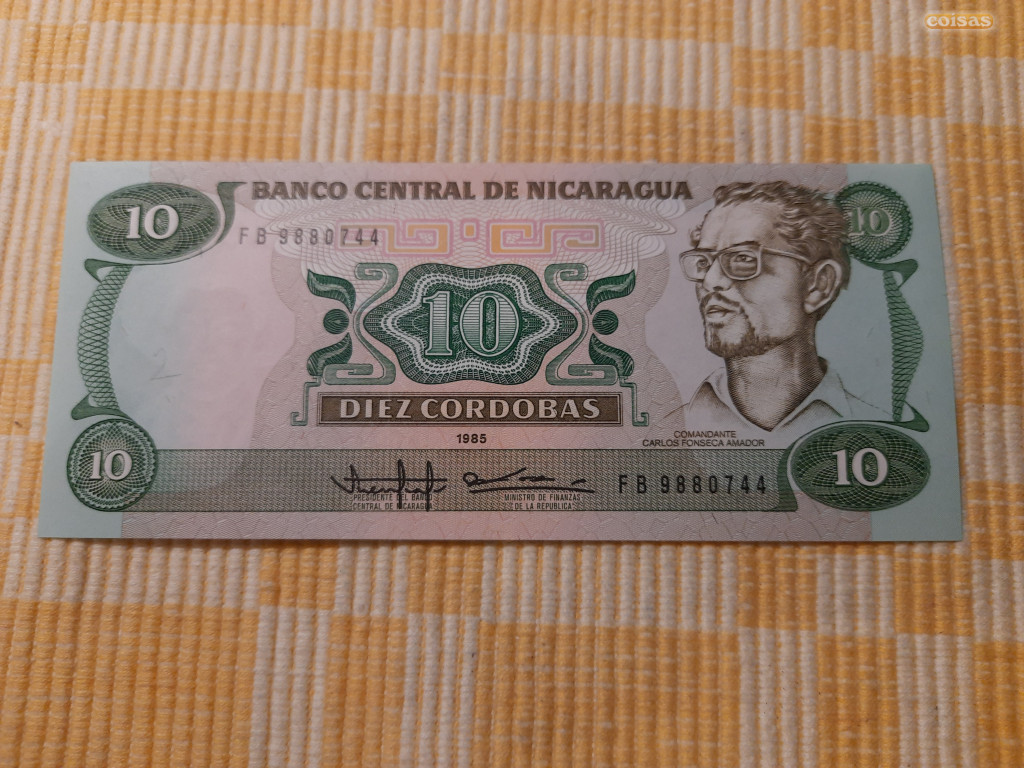 coisas
10
BANCO CENTRAL DE NICARAGUA
10
FB 9880744
10
DIEZ CORDOBAS
1985
COMANDANTE
CARLOS FONSECA AMADOR
10
10
FB 9880744
PRESIDENTE DEL BANCO
CENTRAL DE NICARAGUA
MINISTRO DE FINANZAS
DE LA REPUBLICA
2